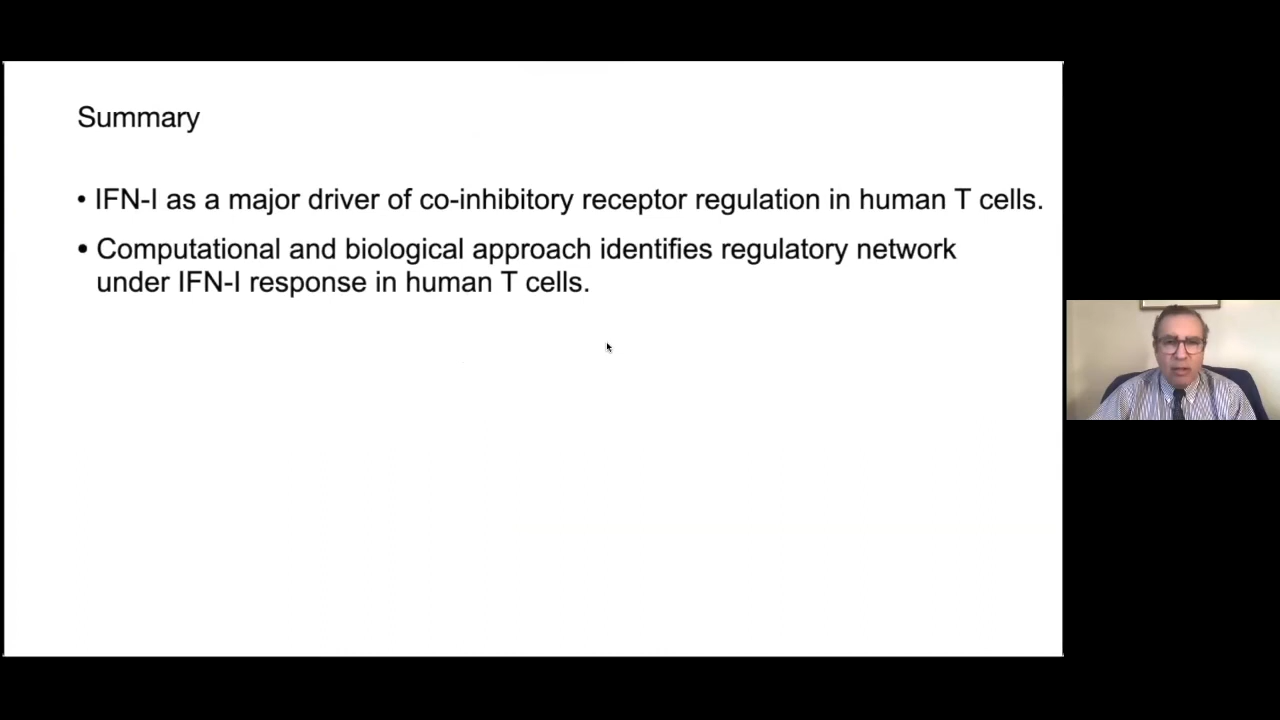 Summary
• IFN-I as a major driver of co-inhibitory receptor regulation in human T cells.
• Computational and biological approach identifies regulatory network
under IFN-I response in human T cells.